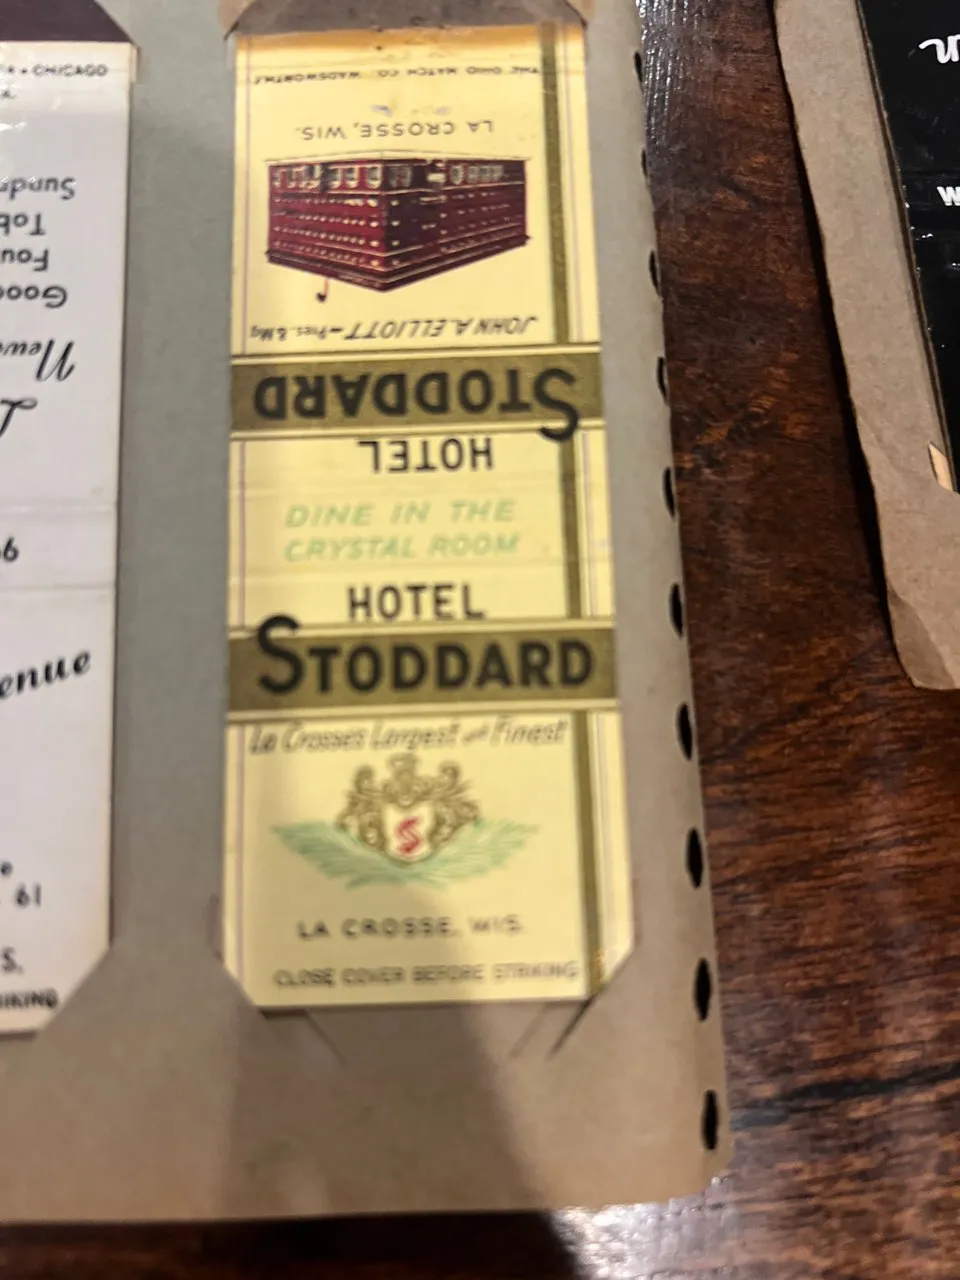 CHICAGO
Sund
Tob
Fou
Good
New
enue
61
S.
THE OHIO MATCH CO. WADSWORTH,
LA CROSSE, WIS.
JOHN A. ELLIOTT - Pres. & Mg
STODDARD
HOTEL
DINE IN THE
CRYSTAL ROOM
HOTEL
STODDARD
La Crosse's Largest and Finest
S
LA CROSSE, WIS.
CLOSE COVER BEFORE STRIKING
W